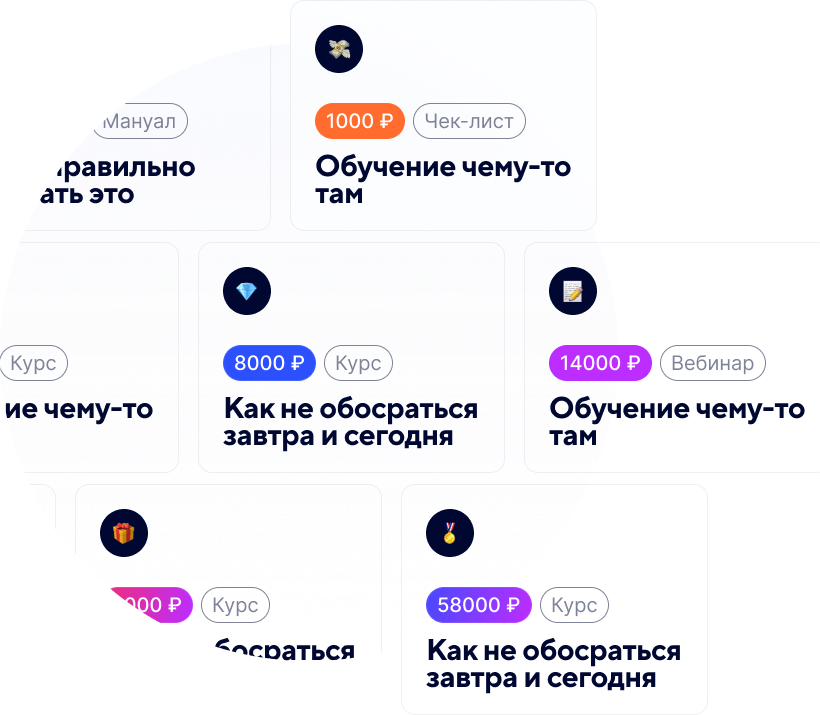 Мануал
правильно
ать это
1000 ₽
Чек-лист
Обучение чему-то
там
Курс
ие чему-то
8000 ₽
Курс
Как не обосраться
завтра и сегодня
14000 ₽
Вебинар
Обучение чему-то
там
000 ₽
Курс
босраться
58000 ₽
Курс
Как не обосраться
завтра и сегодня